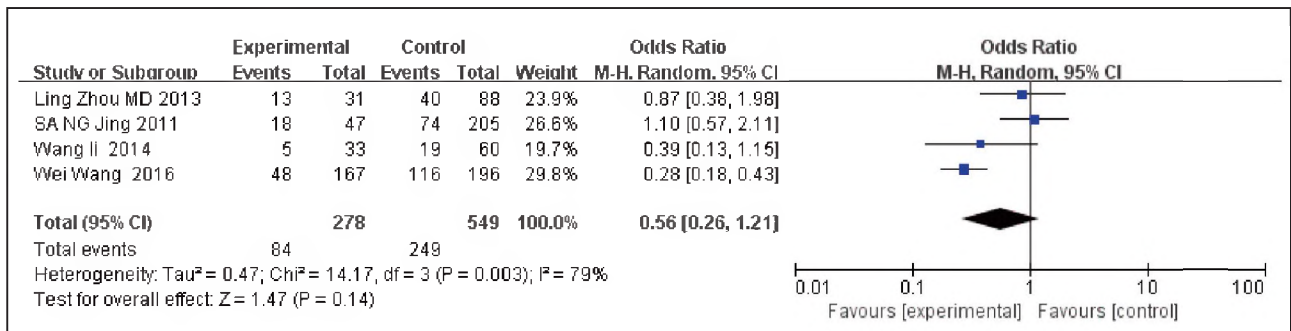 Experimental Control Odds Ratio Odds Ratio
Study or Subgroup Events Total Events Total Weight M-H, Random, 95% CI M-H, Random, 95% CI
Ling Zhou MD 2013 13 31 40 88 23.9% 0.87 [0.38, 1.98]
SA NG Jing 2011 18 47 74 205 26.6% 1.10 [0.57, 2.11]
Wang li 2014 5 33 19 60 19.7% 0.39 [0.13, 1.15]
Wei Wang 2016 48 167 116 196 29.8% 0.28 [0.18, 0.43]
Total (95% CI) 278 549 100.0% 0.56 [0.26, 1.21]
Total events 84 249
Heterogeneity: Tau² = 0.47; Chi² = 14.17, df = 3 (P = 0.003); I² = 79%
Test for overall effect: Z = 1.47 (P = 0.14)
0.01 0.1 1 10 100
Favours [experimental] Favours [control]